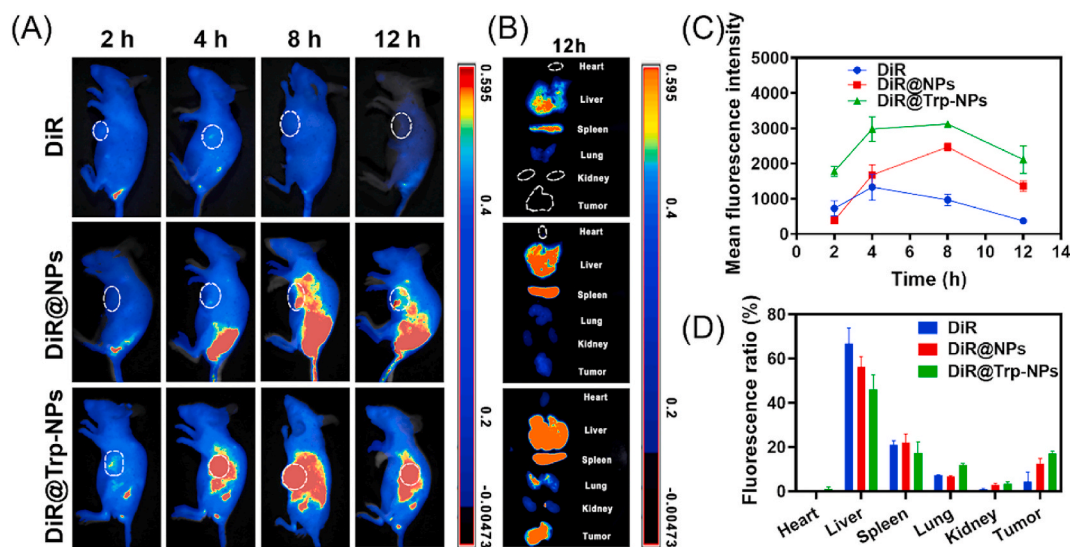 (A)
2 h 4 h 8 h 12 h
DiR
DiR@NPs
DiR@Trp-NPs
0.595
0.4
0.2
-0.00473
(B)
12h
Heart
Liver
Spleen
Lung
Kidney
Tumor
Heart
Liver
Spleen
Lung
Kidney
Tumor
Heart
Liver
Spleen
Lung
Kidney
Tumor
0.595
0.4
0.2
-0.00473
(C)
Mean fluorescence intensity
5000
4000
3000
2000
1000
0
DiR
DiR@NPs
DiR@Trp-NPs
0 2 4 6 8 10 12 14
Time (h)
(D)
Fluorescence ratio (%)
80
60
40
20
0
DiR
DiR@NPs
DiR@Trp-NPs
Heart Liver Spleen Lung Kidney Tumor